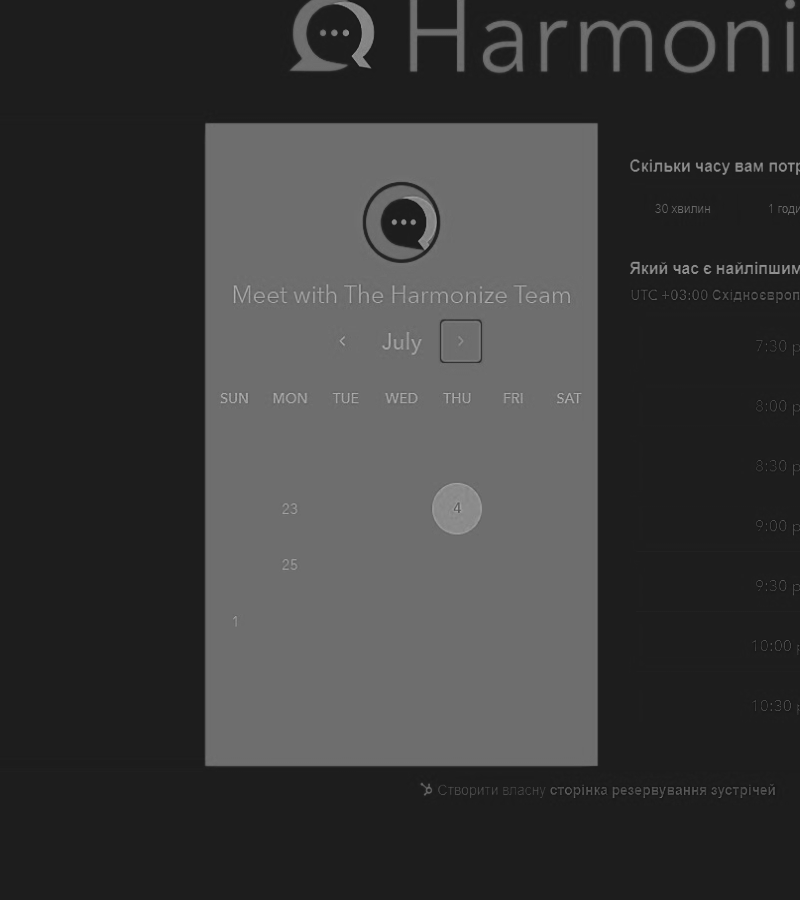 Harmoni
Meet with The Harmonize Team
July
SUN MON TUE WED THU FRI SAT
23 4
25
1
Скільки часу вам потр
30 хвилин 1 годи
Який час є найліпшим
UTC +03:00 Східноєвроп
7:30 p
8:00 p
8:30 p
9:00 p
9:30 p
10:00 p
10:30 p
Створити власну сторінка резервування зустрічей